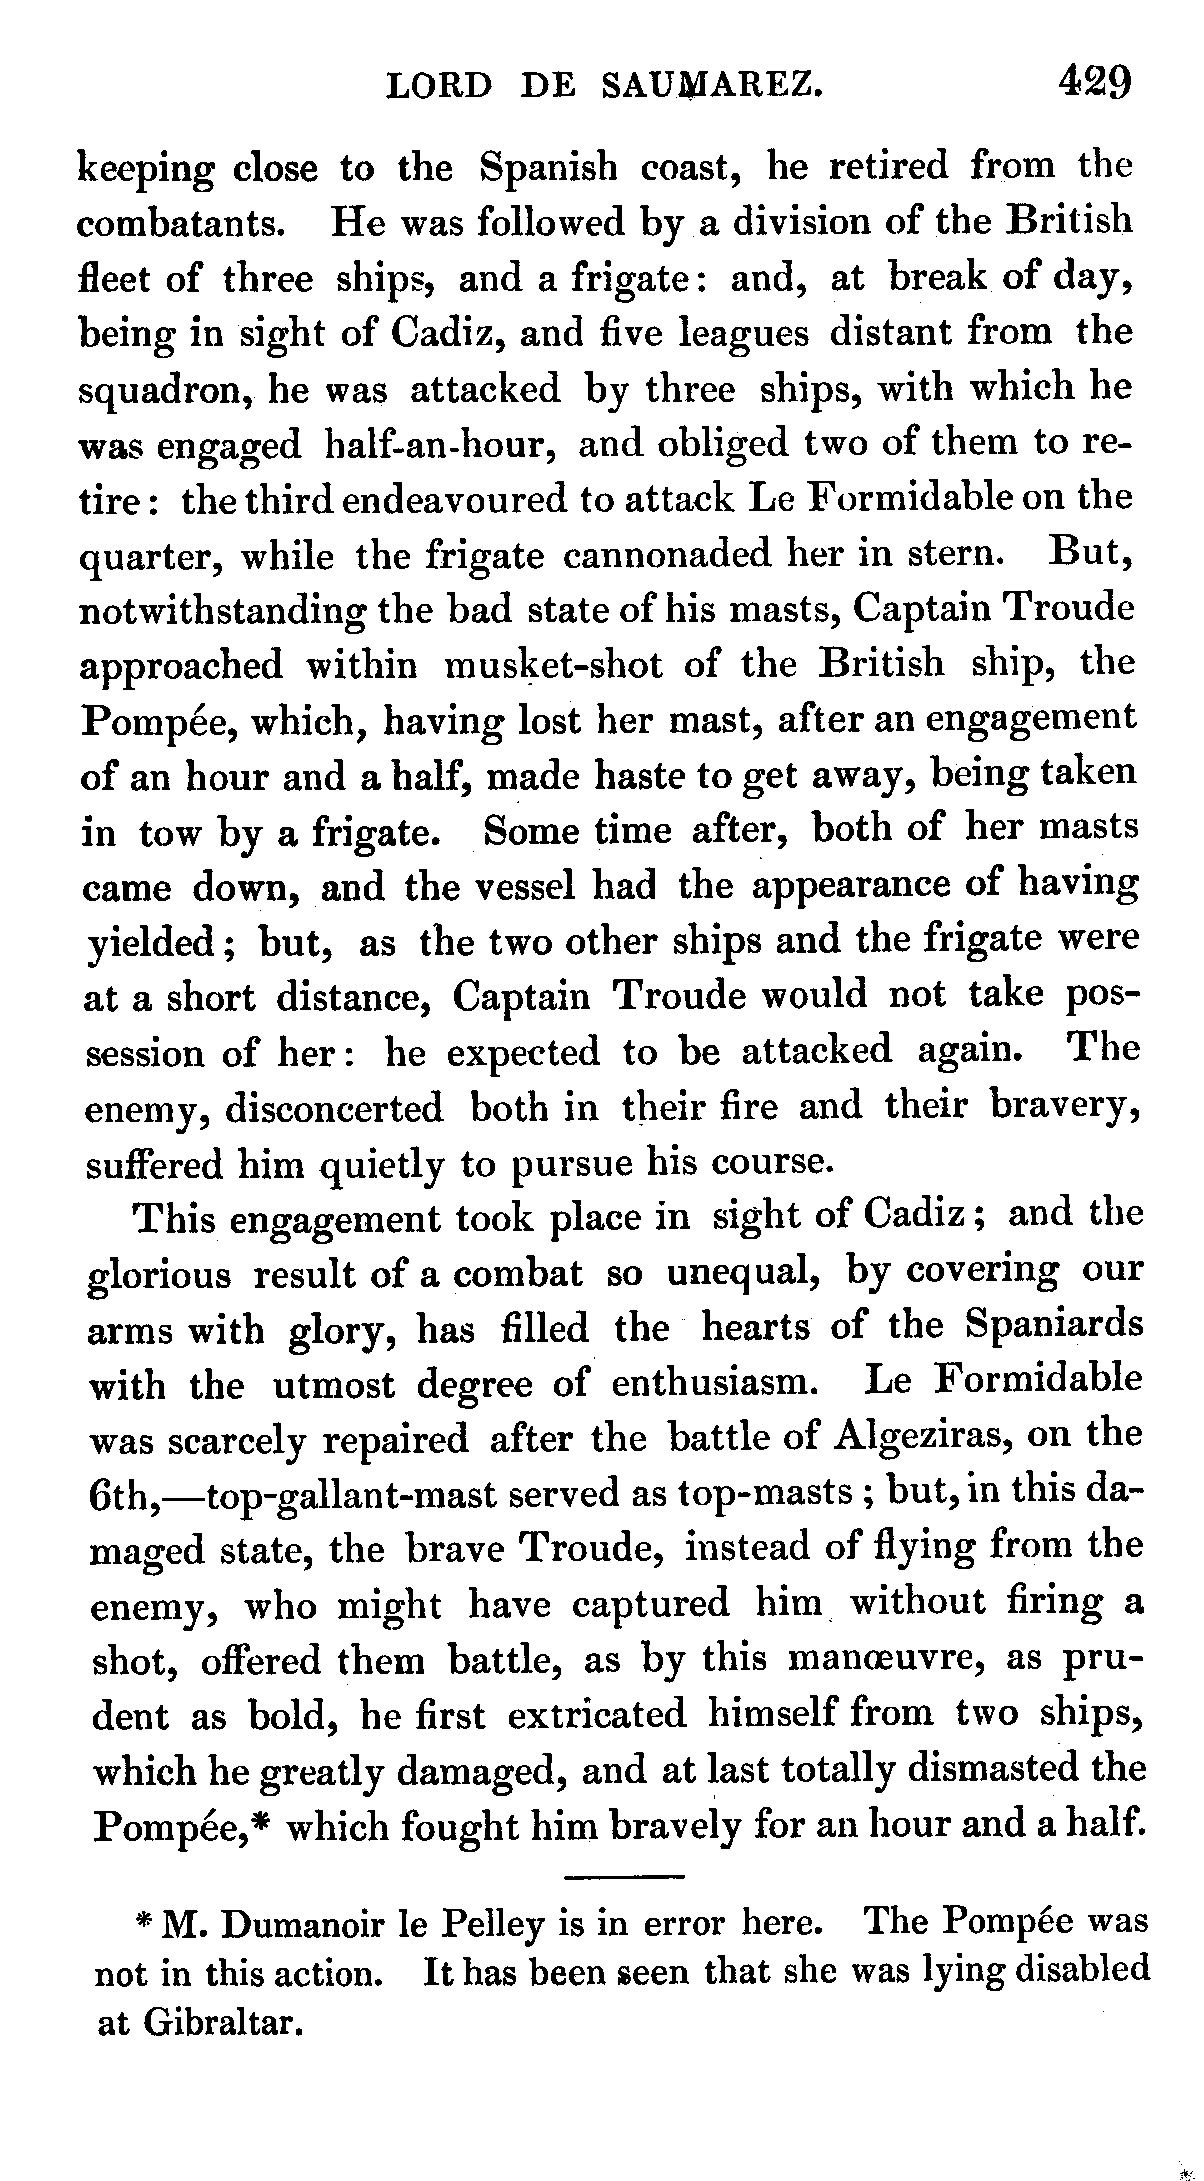 LORD DE SAUMAREZ. 429
keeping close to the Spanish coast, he retired from the
combatants. He was followed by a division of the British
fleet of three ships, and a frigate: and, at break of day,
being in sight of Cadiz, and five leagues distant from the
squadron, he was attacked by three ships, with which he
was engaged half-an-hour, and obliged two of them to re-
tire: the third endeavoured to attack Le Formidable on the
quarter, while the frigate cannonaded her in stern. But,
notwithstanding the bad state of his masts, Captain Troude
approached within musket-shot of the British ship, the
Pompée, which, having lost her mast, after an engagement
of an hour and a half, made haste to get away, being taken
in tow by a frigate. Some time after, both of her masts
came down, and the vessel had the appearance of having
yielded; but, as the two other ships and the frigate were
at a short distance, Captain Troude would not take pos-
session of her: he expected to be attacked again. The
enemy, disconcerted both in their fire and their bravery,
suffered him quietly to pursue his course.
This engagement took place in sight of Cadiz; and the
glorious result of a combat so unequal, by covering our
arms with glory, has filled the hearts of the Spaniards
with the utmost degree of enthusiasm. Le Formidable
was scarcely repaired after the battle of Algeziras, on the
6th,—top-gallant-mast served as top-masts; but, in this da-
maged state, the brave Troude, instead of flying from the
enemy, who might have captured him without firing a
shot, offered them battle, as by this manœuvre, as pru-
dent as bold, he first extricated himself from two ships,
which he greatly damaged, and at last totally dismasted the
Pompée,* which fought him bravely for an hour and a half.
* M. Dumanoir le Pelley is in error here. The Pompée was
not in this action. It has been seen that she was lying disabled
at Gibraltar.